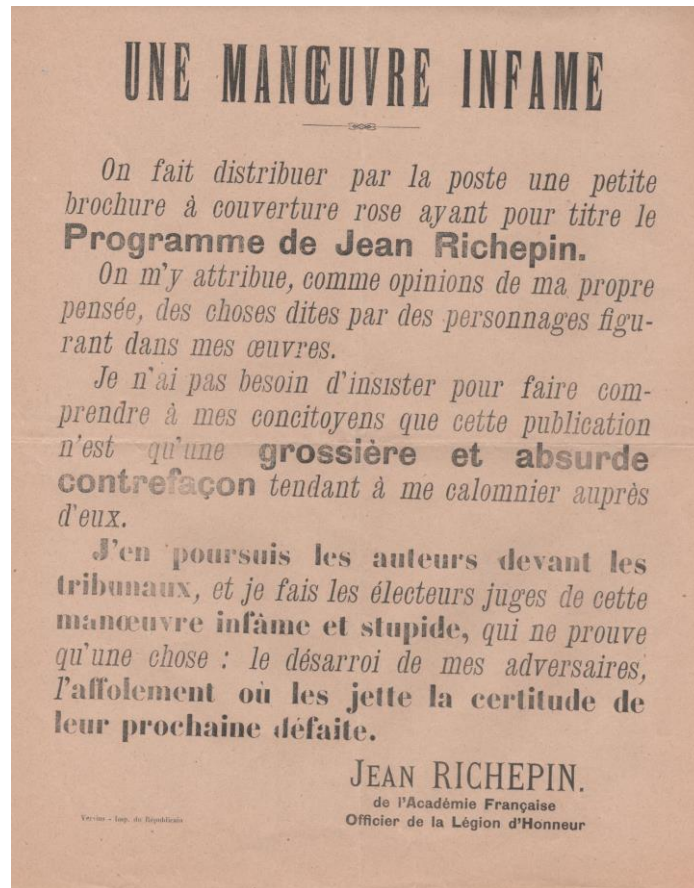 UNE MANŒUVRE INFAME
On fait distribuer par la poste une petite
brochure à couverture rose ayant pour titre le
Programme de Jean Richepin.
On m'y attribue, comme opinions de ma propre
pensée, des choses dites par des personnages figu-
rant dans mes œuvres.
Je n'ai pas besoin d'insister pour faire com-
prendre à mes concitoyens que cette publication
n'est qu'une grossière et absurde
contrefaçon tendant à me calomnier auprès
d'eux.
J'en poursuis les auteurs devant les
tribunaux, et je fais les électeurs juges de cette
manœuvre infâme et stupide, qui ne prouve
qu'une chose : le désarroi de mes adversaires,
l'affolement où les jette la certitude de
leur prochaine défaite.
JEAN RICHEPIN.
de l'Académie Française
Officier de la Légion d'Honneur
Vervins - Imp. du Républicain